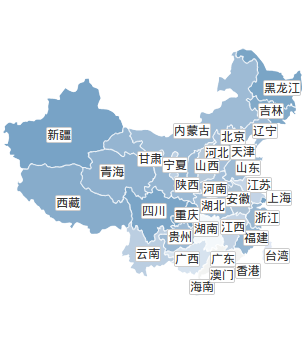 黑龙江
吉林
辽宁
内蒙古
北京
新疆
河北
天津
甘肃
宁夏
山西
山东
青海
陕西
河南
江苏
西藏
安徽
上海
四川
重庆
湖北
浙江
湖南
江西
贵州
福建
云南
广西
广东
台湾
香港
澳门
海南